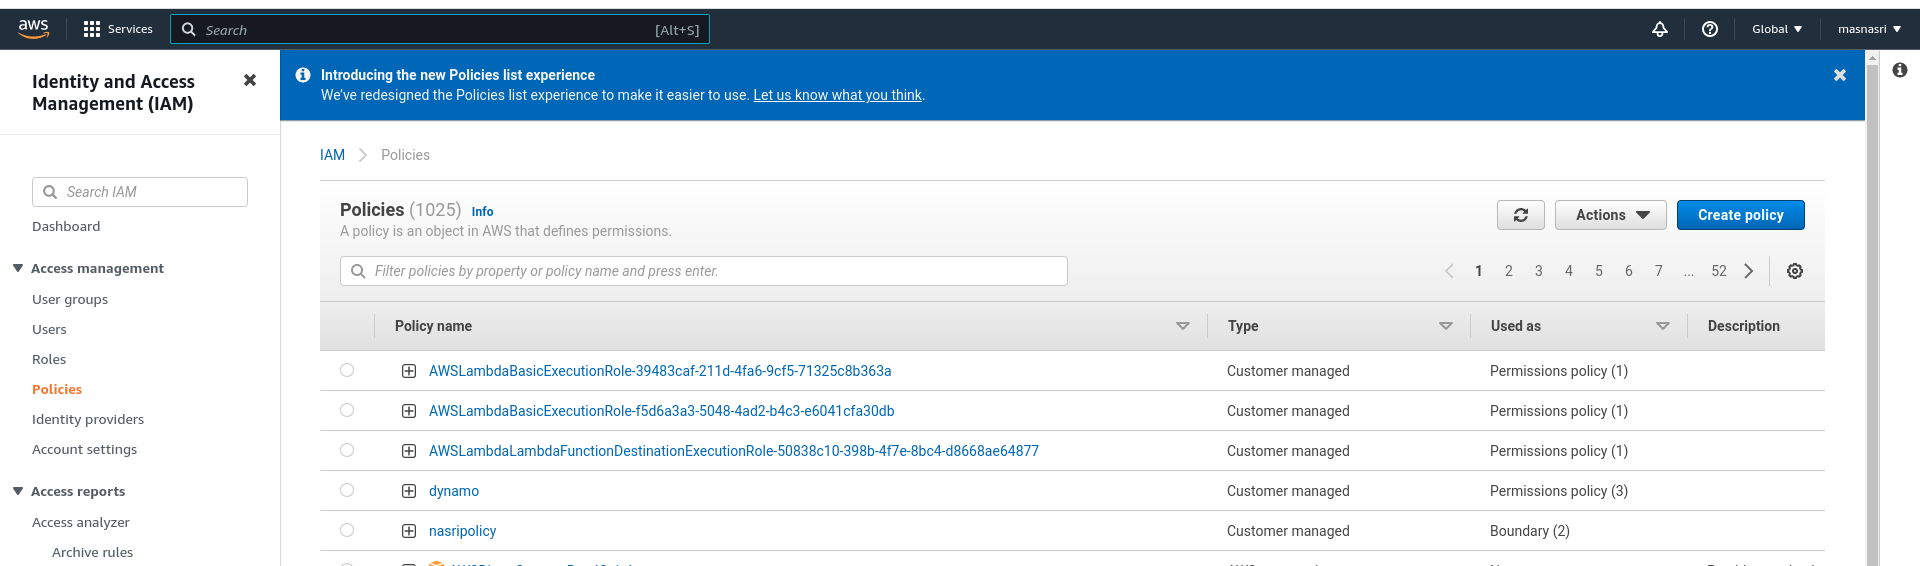 aws
Services
Search
[Alt+S]
Global
masnasri
Identity and Access
Management (IAM)
Search IAM
Dashboard
Access management
User groups
Users
Roles
Policies
Identity providers
Account settings
Access reports
Access analyzer
Archive rules
Introducing the new Policies list experience
We've redesigned the Policies list experience to make it easier to use. Let us know what you think.
IAM Policies
Policies (1025) Info
A policy is an object in AWS that defines permissions.
Actions
Create policy
Filter policies by property or policy name and press enter.
1 2 3 4 5 6 7 ... 52
Policy name Type Used as Description
AWSLambdaBasicExecutionRole-39483caf-211d-4fa6-9cf5-71325c8b363a Customer managed Permissions policy (1)
AWSLambdaBasicExecutionRole-f5d6a3a3-5048-4ad2-b4c3-e6041cfa30db Customer managed Permissions policy (1)
AWSLambdaLambdaFunctionDestinationExecutionRole-50838c10-398b-4f7e-8bc4-d8668ae64877 Customer managed Permissions policy (1)
dynamo Customer managed Permissions policy (3)
nasripolicy Customer managed Boundary (2)